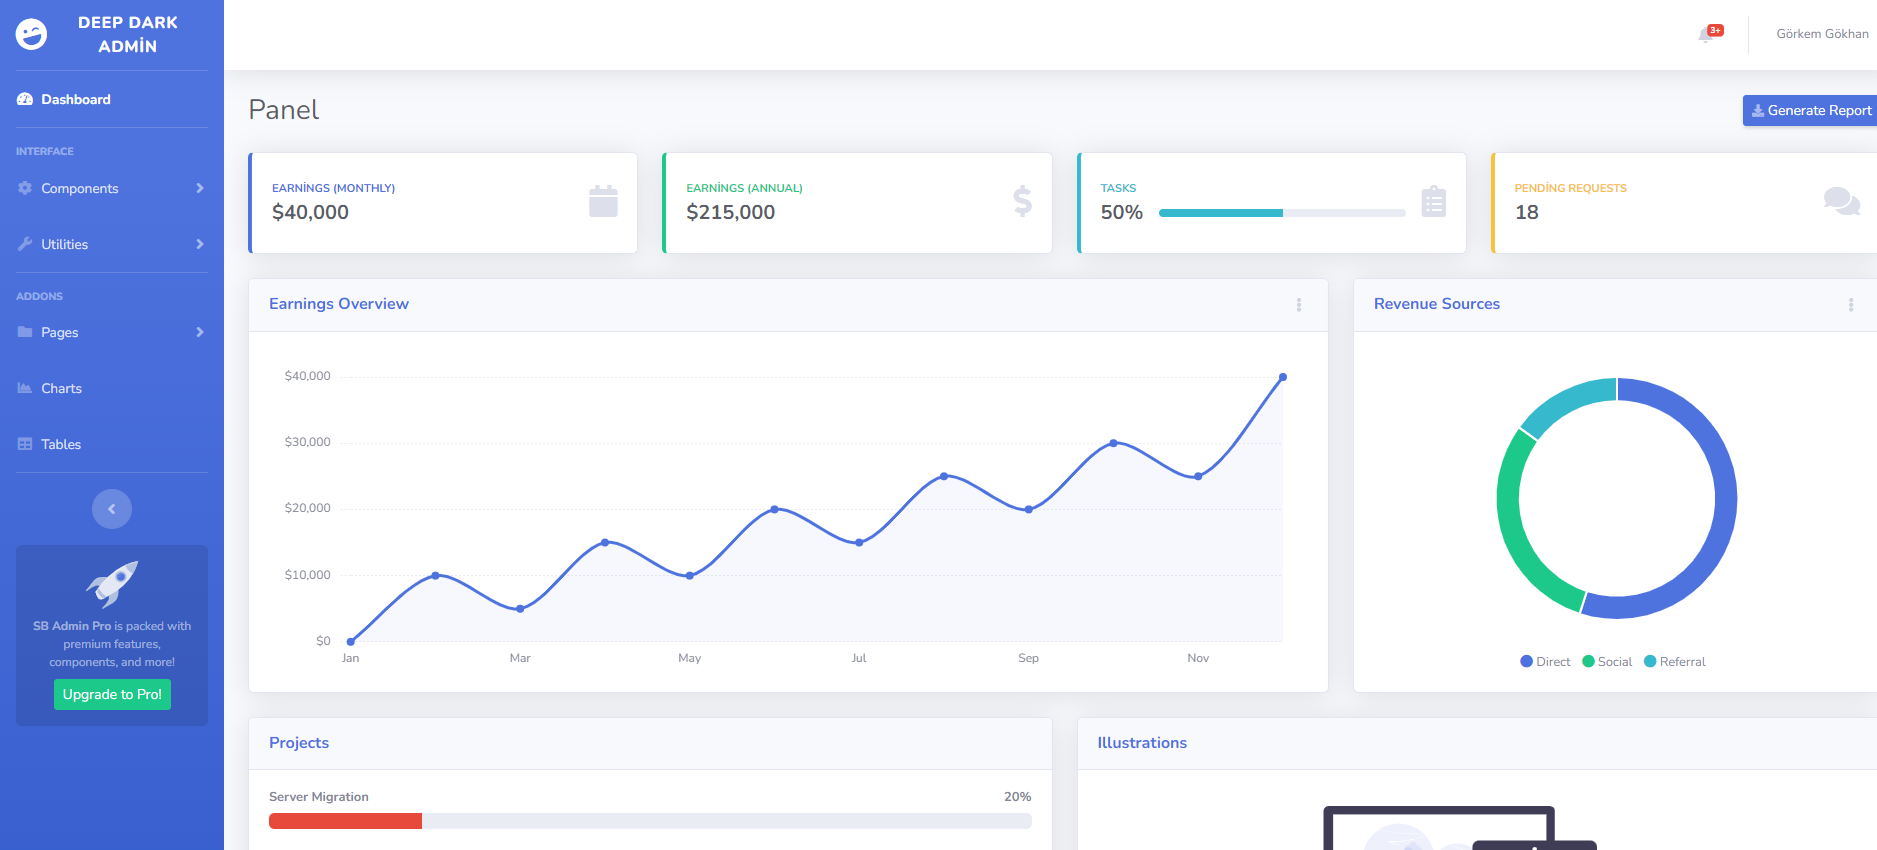 DEEP DARK
ADMİN
Dashboard
INTERFACE
Components
Utilities
ADDONS
Pages
Charts
Tables
SB Admin Pro is packed with
premium features,
components, and more!
Upgrade to Pro!
3+
Görkem Gökhan
Panel
Generate Report
EARNİNGS (MONTHLY)
$40,000
EARNİNGS (ANNUAL)
$215,000
TASKS
50%
PENDİNG REQUESTS
18
Earnings Overview
$40,000
$30,000
$20,000
$10,000
$0
Jan Mar May Jul Sep Nov
Revenue Sources
Direct Social Referral
Projects
Server Migration 20%
Illustrations